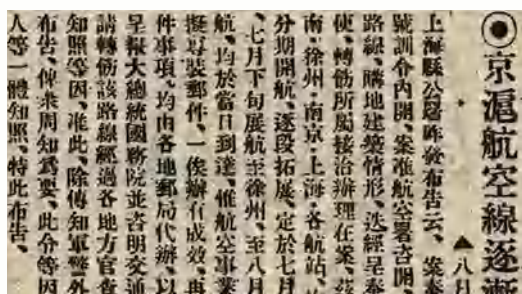 ◉京滬航空線逐漸
▲八月
上海縣公署昨發布告云、案奉
號訓令內開、案准航空署咨開、
路線、購地建築情形、迭經呈奉
使、轉飭所屬接洽辦理在案、茲
南·徐州·南京·上海·各航站、
分期開航、逐段拓展、定於七月
、七月下旬展航至徐州、至八月
航、均於當日到達、惟航空事業
擬專裝郵件、一俟辦有成效、再
件事項、均由各地郵局代辦、以
呈報大總統國務院並咨明交通
請轉飭該路線經過各地方官查
知照等因、准此、除傳知軍警外
布告、俾衆周知爲要、此令等因
人等一體知照、特此布告、